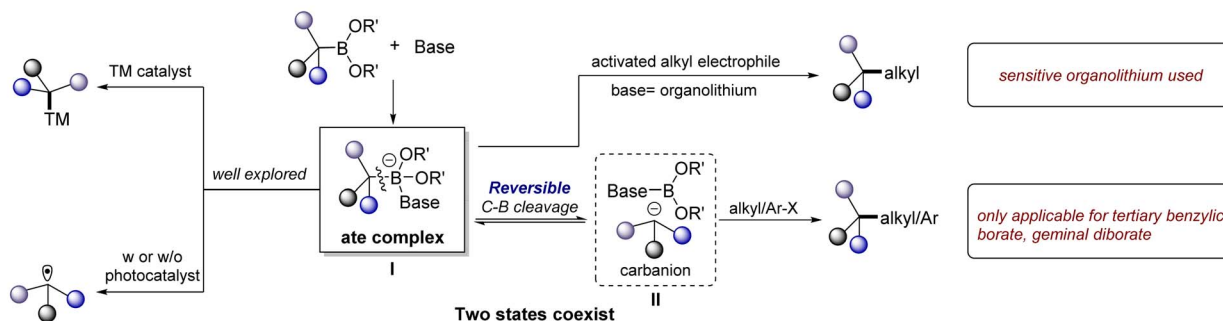 TM catalyst
TM
well explored
w or w/o
photocatalyst
OR'
B
OR'
+ Base
⊖
OR'
B
OR'
Base
ate complex
I
activated alkyl electrophile
base= organolithium
alkyl
sensitive organolithium used
Reversible
C-B cleavage
OR'
Base
B
OR'
⊖
carbanion
II
alkyl/Ar-X
alkyl/Ar
only applicable for tertiary benzylic
borate, geminal diborate
Two states coexist